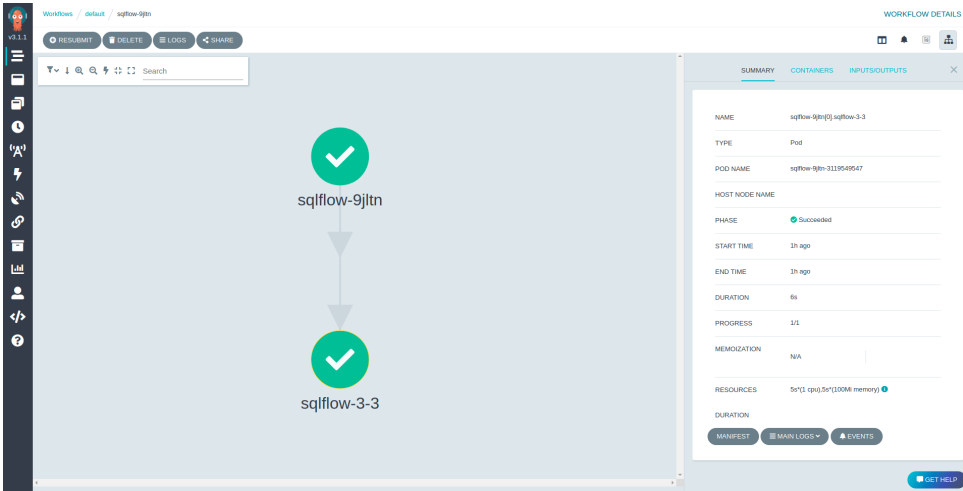 Workflows / default / sqlflow-9jltn
WORKFLOW DETAILS
v3.1.1
RESUBMIT DELETE LOGS SHARE
Search
sqlflow-9jltn
sqlflow-3-3
SUMMARY CONTAINERS INPUTS/OUTPUTS
NAME sqlflow-9jltn[0].sqlflow-3-3
TYPE Pod
POD NAME sqlflow-9jltn-3119549547
HOST NODE NAME
PHASE Succeeded
START TIME 1h ago
END TIME 1h ago
DURATION 6s
PROGRESS 1/1
MEMOIZATION
N/A
RESOURCES 5s*(1 cpu),5s*(100Mi memory)
DURATION
MANIFEST MAIN LOGS EVENTS
GET HELP